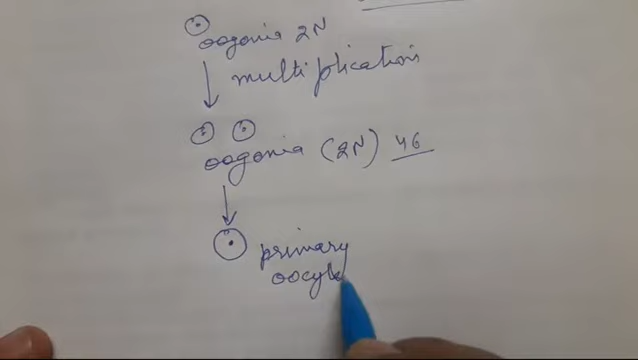 oogonia 2N
multiplication
oogonia (2N) 46
primary
oocyte